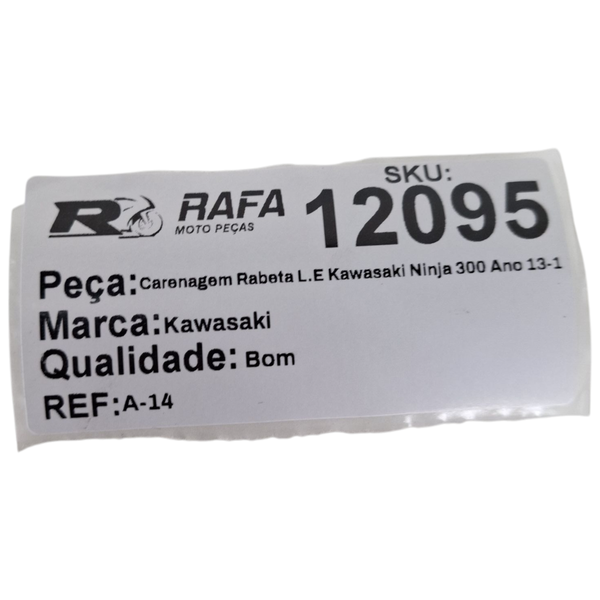 R RAFA
MOTO PEÇAS
SKU:
12095
Peça:Carenagem Rabeta L.E Kawasaki Ninja 300 Ano 13-1
Marca:Kawasaki
Qualidade: Bom
REF:A-14